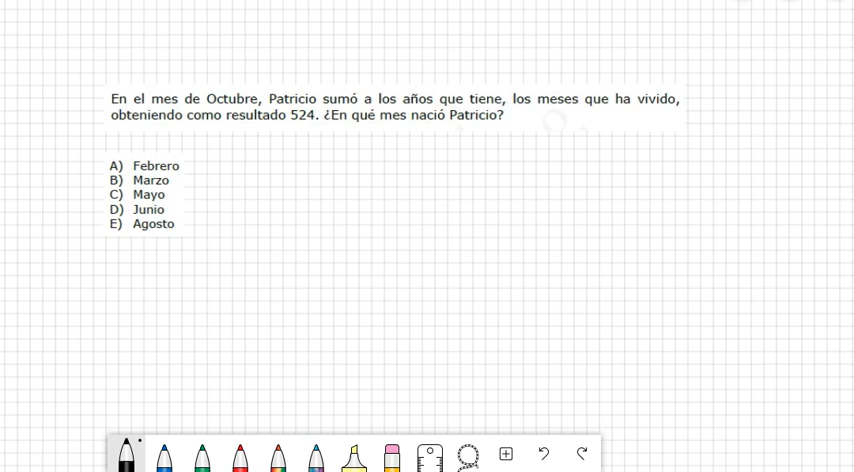 En el mes de Octubre, Patricio sumó a los años que tiene, los meses que ha vivido,
obteniendo como resultado 524. ¿En qué mes nació Patricio?
A) Febrero
B) Marzo
C) Mayo
D) Junio
E) Agosto